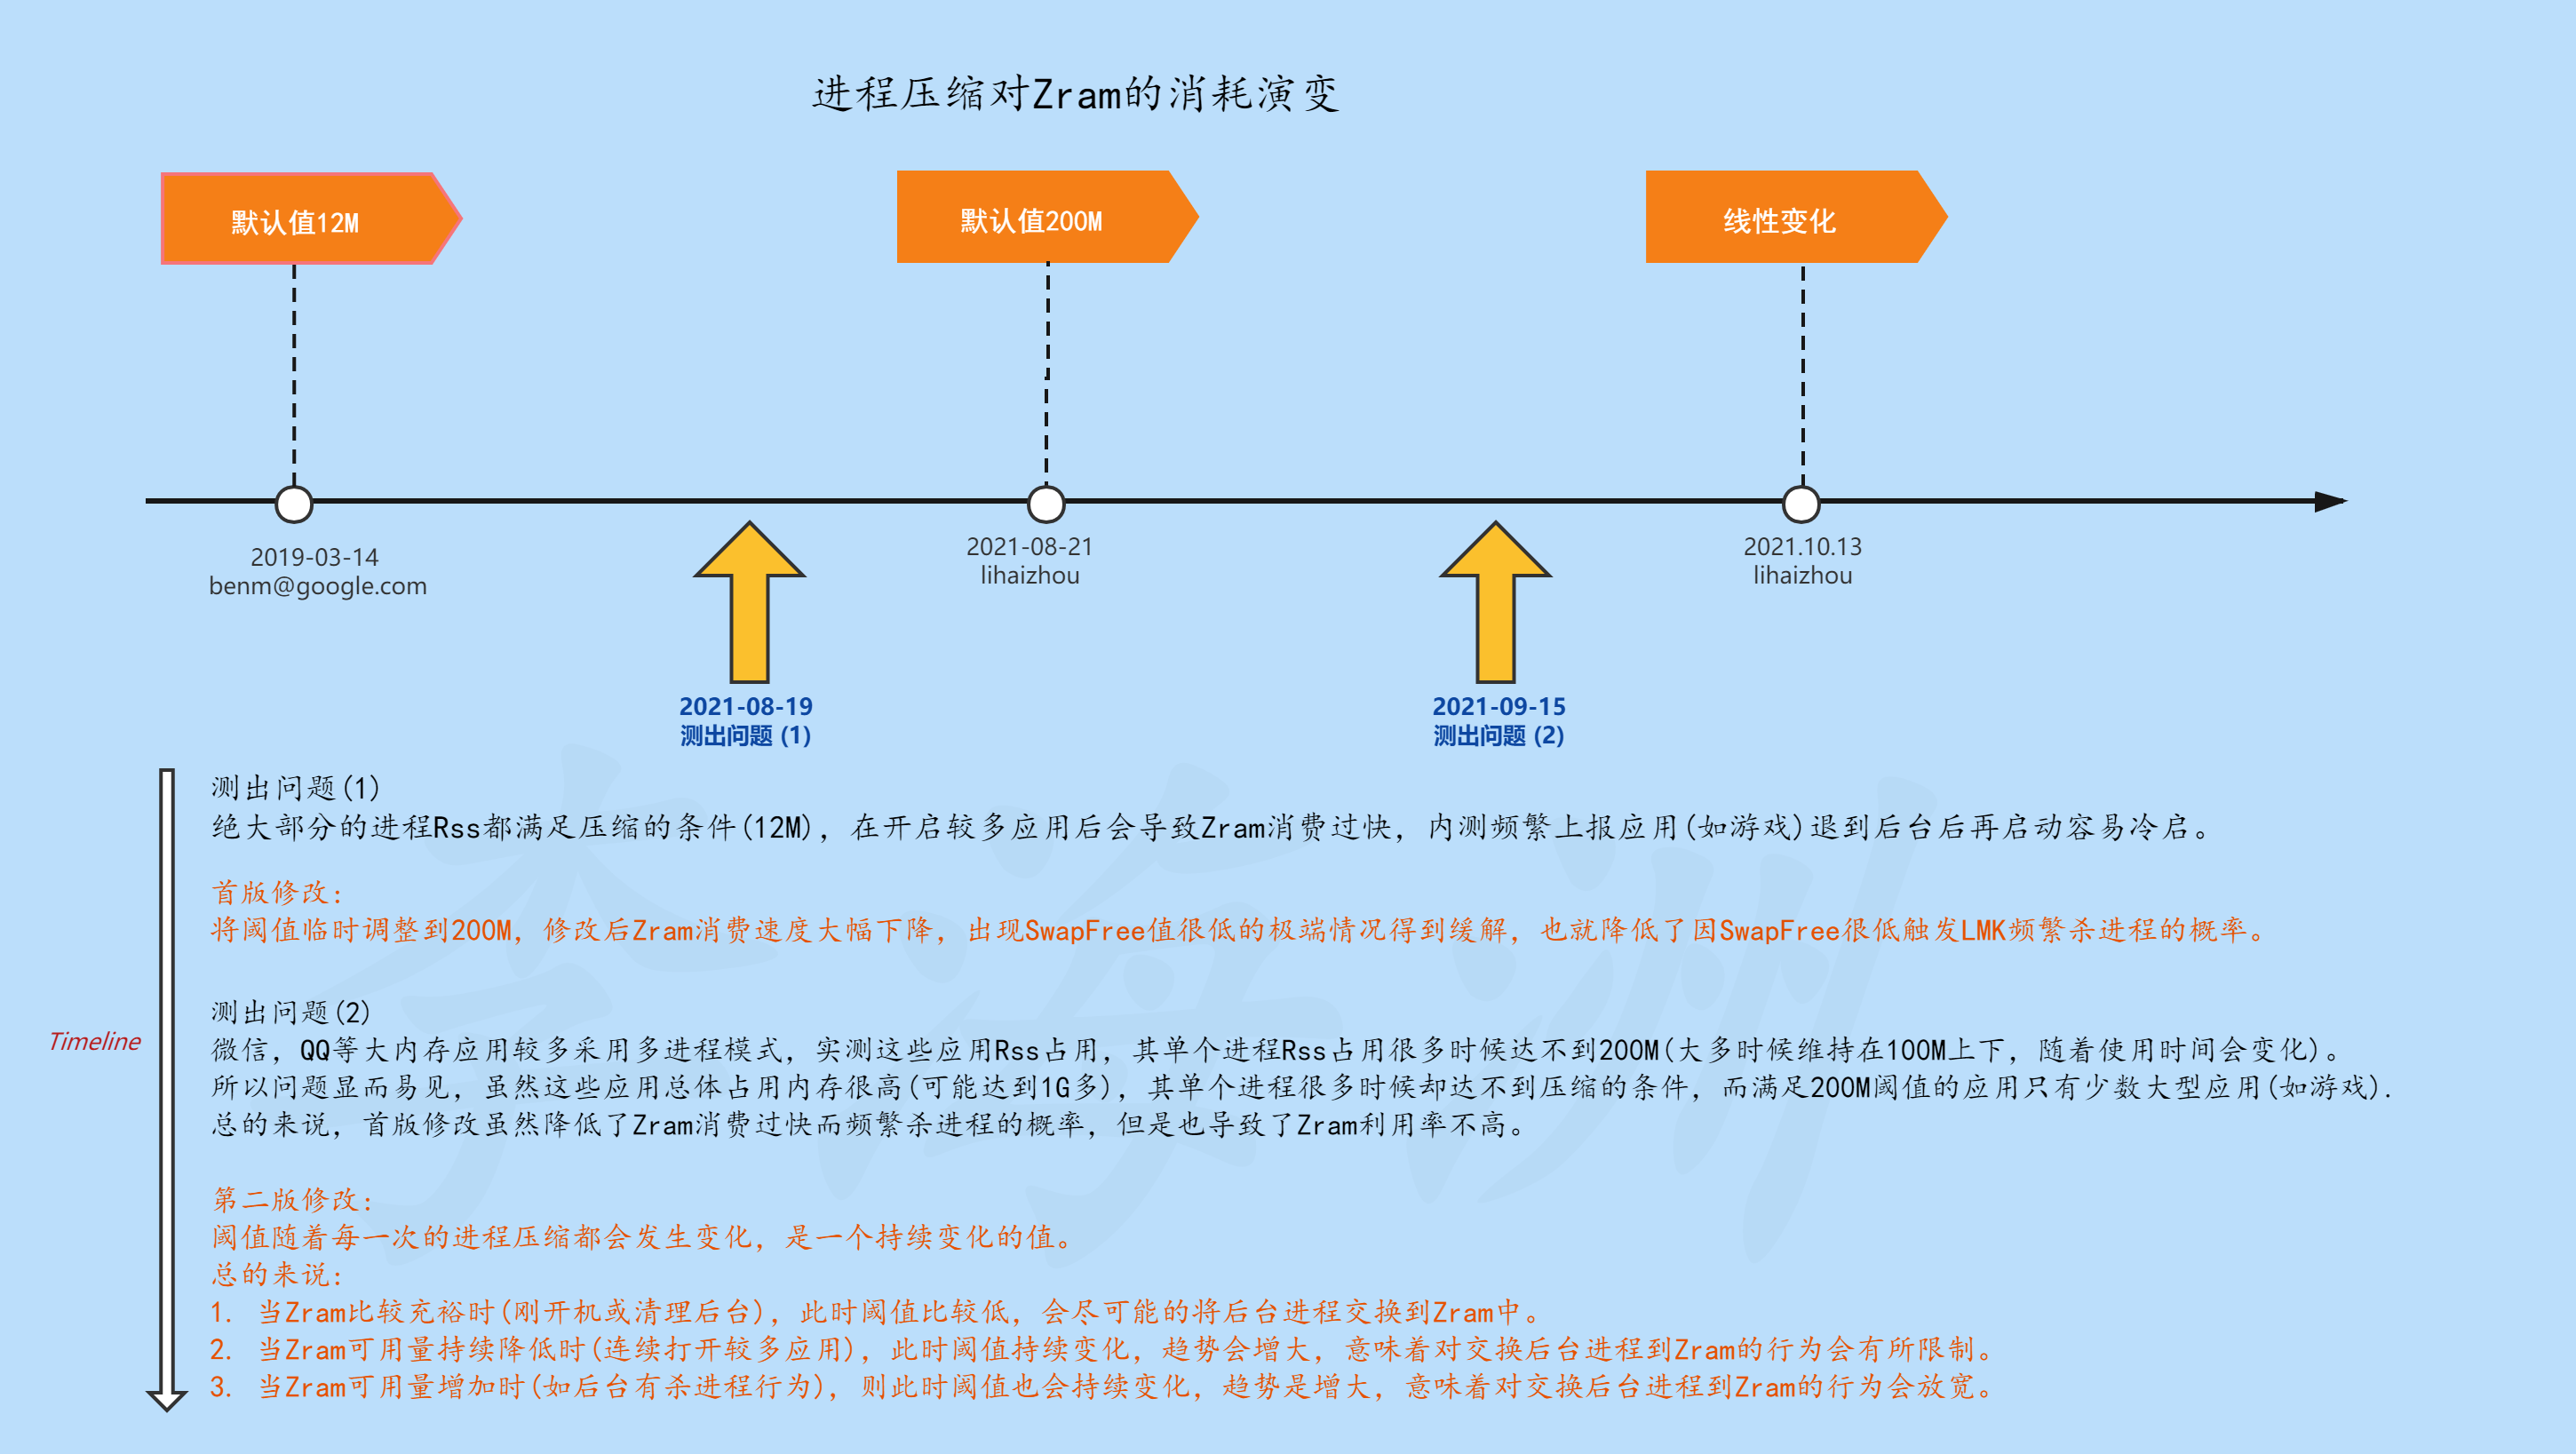 进程压缩对Zram的消耗演变
默认值12M
默认值200M
线性变化
2019-03-14
benm@google.com
2021-08-21
lihaizhou
2021.10.13
lihaizhou
2021-08-19
测出问题 (1)
2021-09-15
测出问题 (2)
Timeline
测出问题(1)
绝大部分的进程Rss都满足压缩的条件(12M)，在开启较多应用后会导致Zram消费过快，内测频繁上报应用(如游戏)退到后台后再启动容易冷启。
首版修改：
将阈值临时调整到200M，修改后Zram消费速度大幅下降，出现SwapFree值很低的极端情况得到缓解，也就降低了因SwapFree很低触发LMK频繁杀进程的概率。
测出问题(2)
微信，QQ等大内存应用较多采用多进程模式，实测这些应用Rss占用，其单个进程Rss占用很多时候达不到200M(大多时候维持在100M上下，随着使用时间会变化)。
所以问题显而易见，虽然这些应用总体占用内存很高(可能达到1G多)，其单个进程很多时候却达不到压缩的条件，而满足200M阈值的应用只有少数大型应用(如游戏).
总的来说，首版修改虽然降低了Zram消费过快而频繁杀进程的概率，但是也导致了Zram利用率不高。
第二版修改：
阈值随着每一次的进程压缩都会发生变化，是一个持续变化的值。
总的来说：
1. 当Zram比较充裕时(刚开机或清理后台)，此时阈值比较低，会尽可能的将后台进程交换到Zram中。
2. 当Zram可用量持续降低时(连续打开较多应用)，此时阈值持续变化，趋势会增大，意味着对交换后台进程到Zram的行为会有所限制。
3. 当Zram可用量增加时(如后台有杀进程行为)，则此时阈值也会持续变化，趋势是增大，意味着对交换后台进程到Zram的行为会放宽。
李海洲